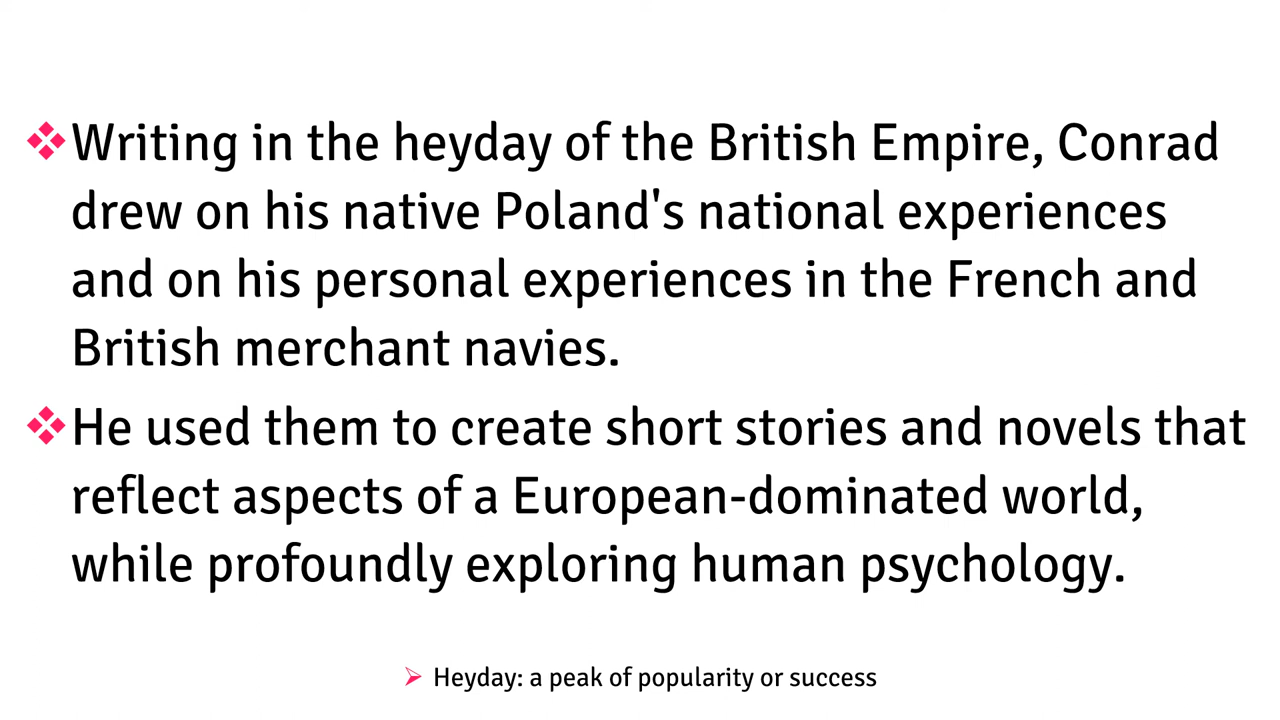 ❖Writing in the heyday of the British Empire, Conrad
drew on his native Poland's national experiences
and on his personal experiences in the French and
British merchant navies.
❖He used them to create short stories and novels that
reflect aspects of a European-dominated world,
while profoundly exploring human psychology.
➢ Heyday: a peak of popularity or success